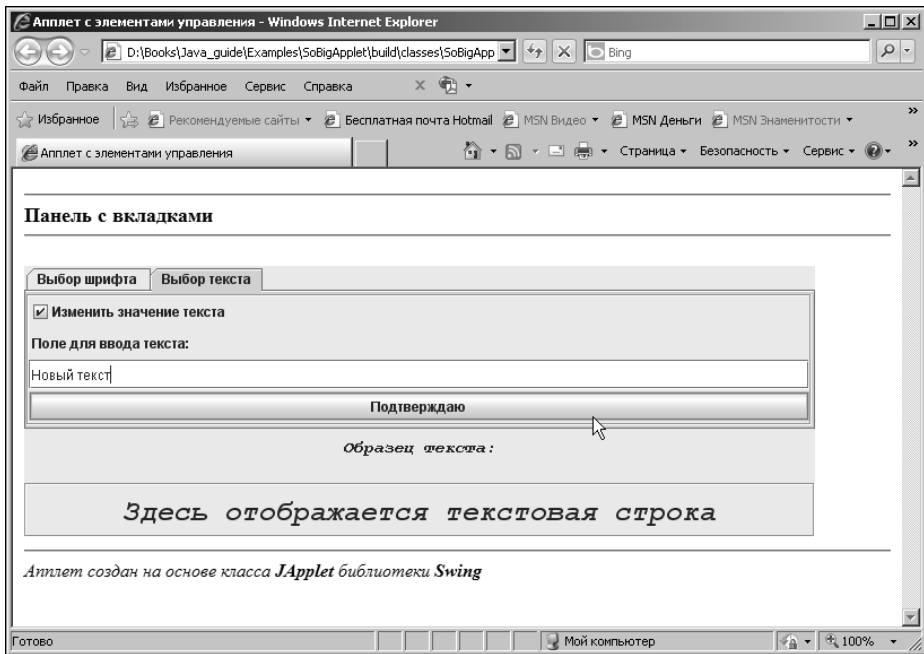 Апплет с элементами управления - Windows Internet Explorer
D:\Books\Java_guide\Examples\SoBigApplet\build\classes\SoBigApp
Bing
Файл Правка Вид Избранное Сервис Справка
Избранное Рекомендуемые сайты Бесплатная почта Hotmail MSN Видео MSN Деньги MSN Знаменитости
Апплет с элементами управления Страница Безопасность Сервис
Панель с вкладками
Выбор шрифта Выбор текста
Изменить значение текста
Поле для ввода текста:
Новый текст
Подтверждаю
Образец текста:
Здесь отображается текстовая строка
Апплет создан на основе класса JApplet библиотеки Swing
Готово Мой компьютер 100%